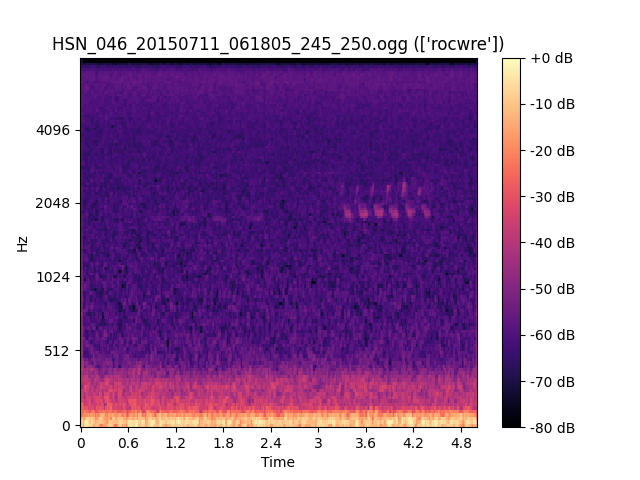 HSN_046_20150711_061805_245_250.ogg (['rocwre'])
Hz
4096
2048
1024
512
0
0 0.6 1.2 1.8 2.4 3 3.6 4.2 4.8
Time
+0 dB
-10 dB
-20 dB
-30 dB
-40 dB
-50 dB
-60 dB
-70 dB
-80 dB